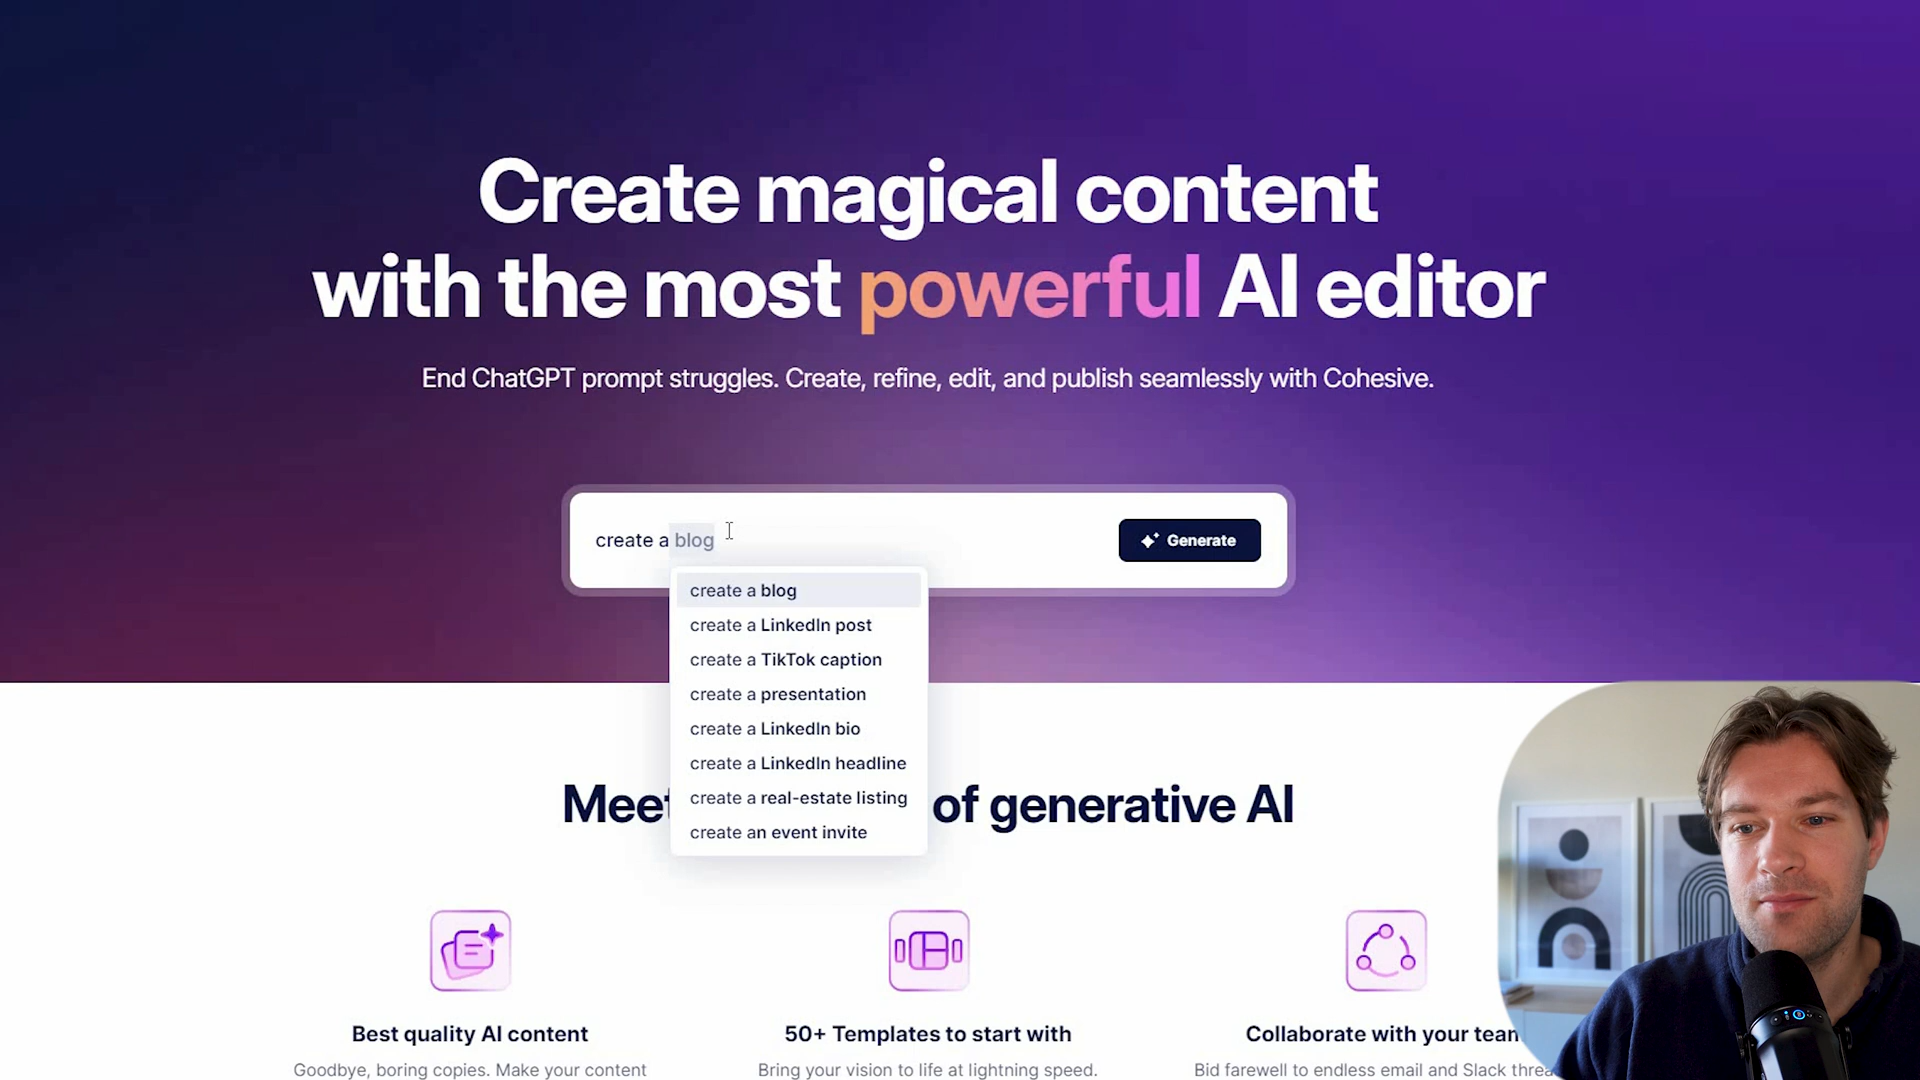 Create magical content
with the most powerful AI editor
End ChatGPT prompt struggles. Create, refine, edit, and publish seamlessly with Cohesive.
create a blog
Generate
create a blog
create a LinkedIn post
create a TikTok caption
create a presentation
create a LinkedIn bio
create a LinkedIn headline
create a real-estate listing
create an event invite
Meet of generative AI
Best quality AI content
Goodbye, boring copies. Make your content
50+ Templates to start with
Bring your vision to life at lightning speed.
Collaborate with your team
Bid farewell to endless email and Slack